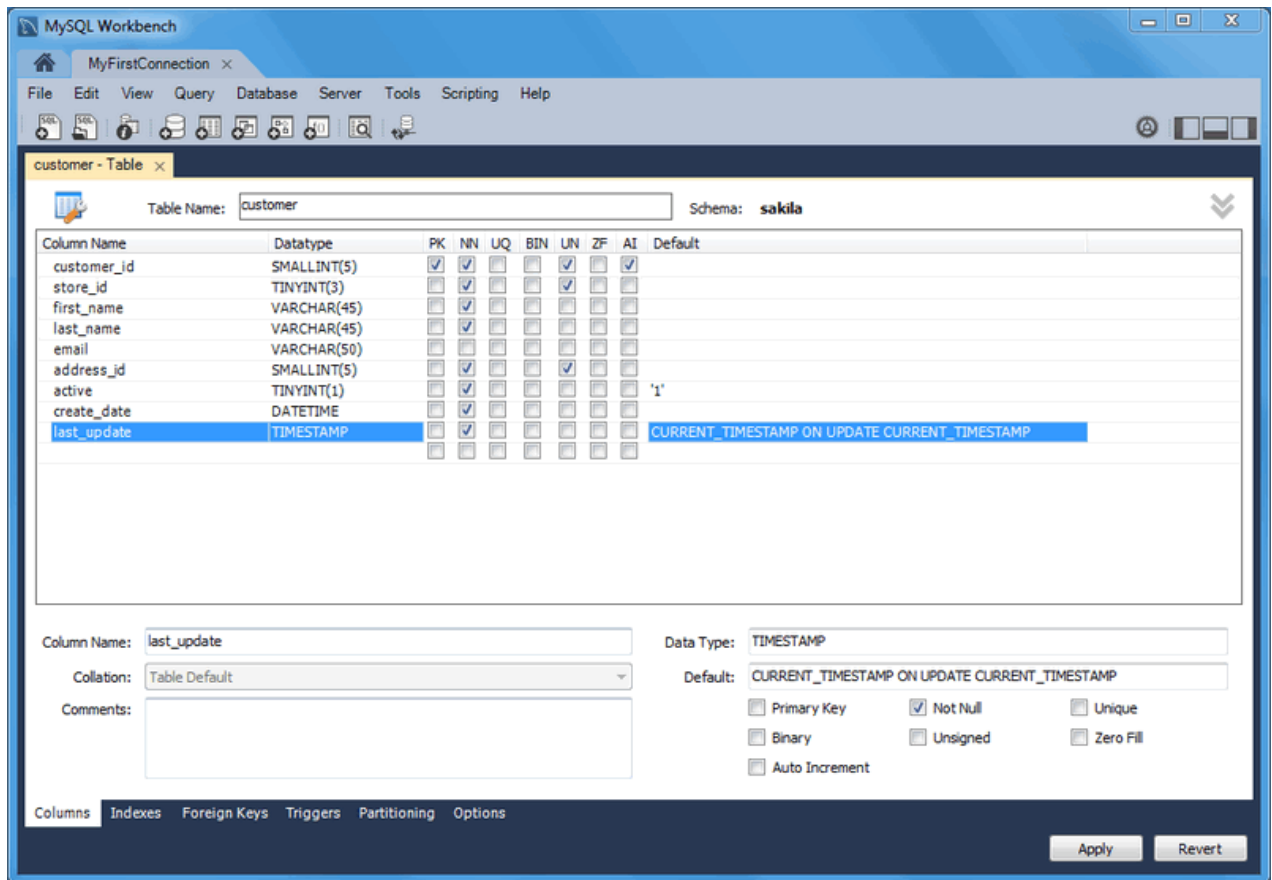 MySQL Workbench
MyFirstConnection
File Edit View Query Database Server Tools Scripting Help
SQL SQL
customer - Table
Table Name: customer Schema: sakila
Column Name Datatype PK NN UQ BIN UN ZF AI Default
customer_id SMALLINT(5)
store_id TINYINT(3)
first_name VARCHAR(45)
last_name VARCHAR(45)
email VARCHAR(50)
address_id SMALLINT(5)
active TINYINT(1) '1'
create_date DATETIME
last_update TIMESTAMP CURRENT_TIMESTAMP ON UPDATE CURRENT_TIMESTAMP
Column Name: last_update Data Type: TIMESTAMP
Collation: Table Default Default: CURRENT_TIMESTAMP ON UPDATE CURRENT_TIMESTAMP
Comments: Primary Key Not Null Unique
Binary Unsigned Zero Fill
Auto Increment
Columns Indexes Foreign Keys Triggers Partitioning Options
Apply Revert